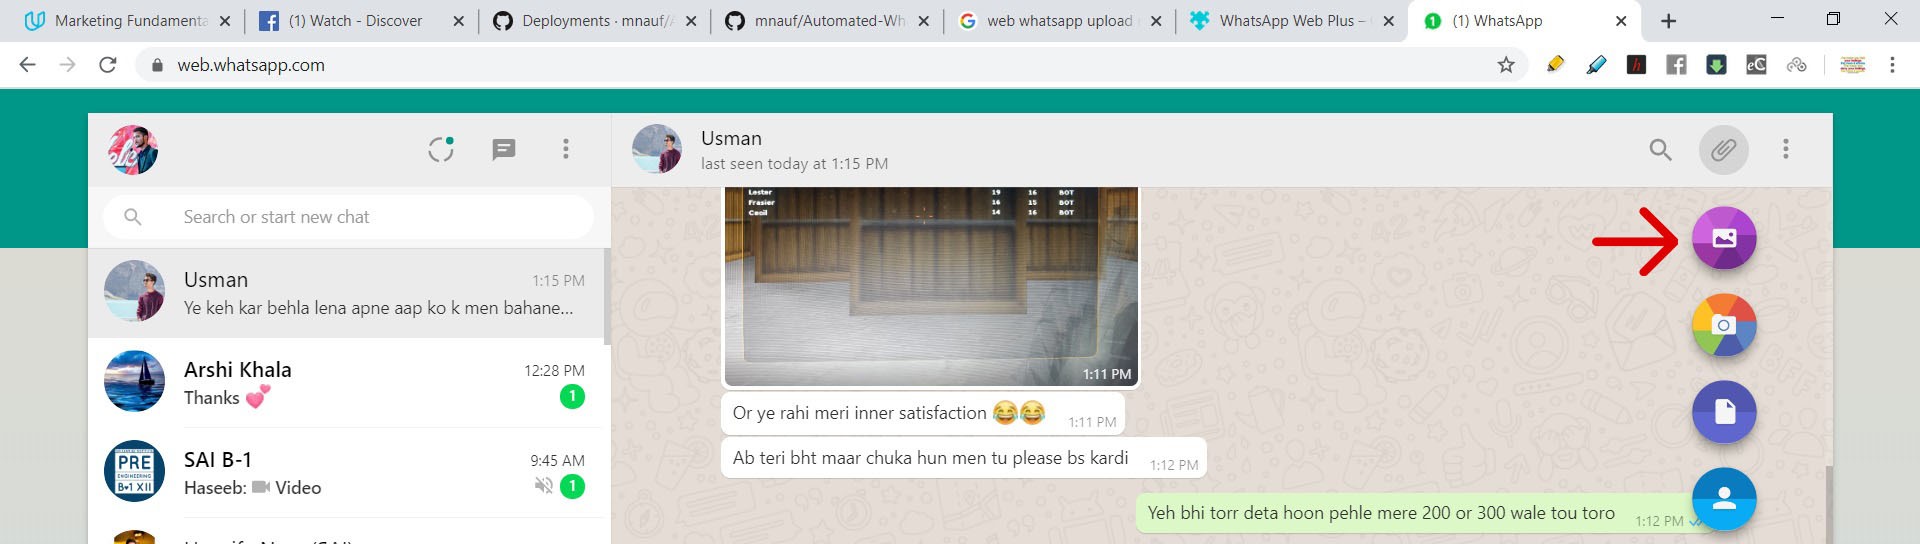 Marketing Fundamenta
(1) Watch - Discover
Deployments · mnauf/A
mnauf/Automated-Wh
web whatsapp upload
WhatsApp Web Plus –
(1) WhatsApp
web.whatsapp.com
Usman
last seen today at 1:15 PM
Search or start new chat
Usman
1:15 PM
Ye keh kar behla lena apne aap ko k men bahane...
Arshi Khala
12:28 PM
Thanks 💕
1
PRE
ENGINEERING
B•1 XII
SAI B-1
9:45 AM
Haseeb: Video
1
Lester 19 16 BOT
Frasier 16 15 BOT
Cecil 14 16 BOT
1:11 PM
Or ye rahi meri inner satisfaction 😂😂
1:11 PM
Ab teri bht maar chuka hun men tu please bs kardi
1:12 PM
Yeh bhi torr deta hoon pehle mere 200 or 300 wale tou toro
1:12 PM